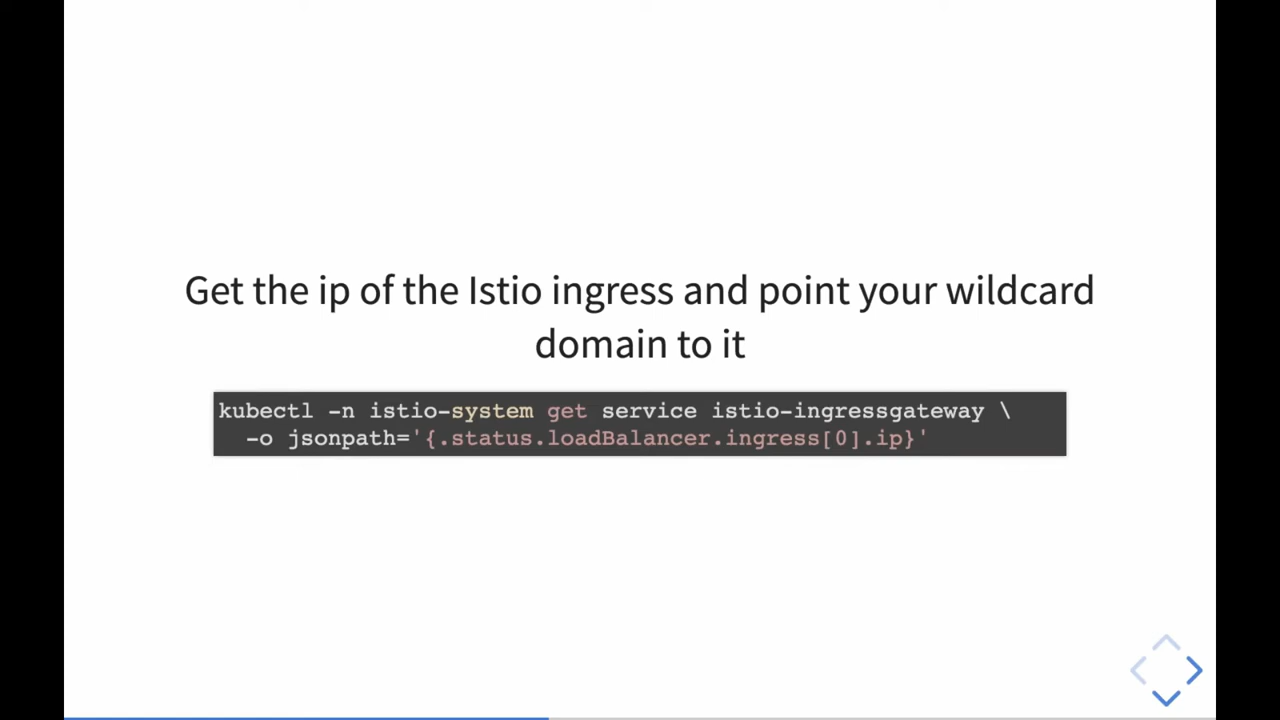 Get the ip of the Istio ingress and point your wildcard
domain to it
kubectl -n istio-system get service istio-ingressgateway \
  -o jsonpath='{.status.loadBalancer.ingress[0].ip}'